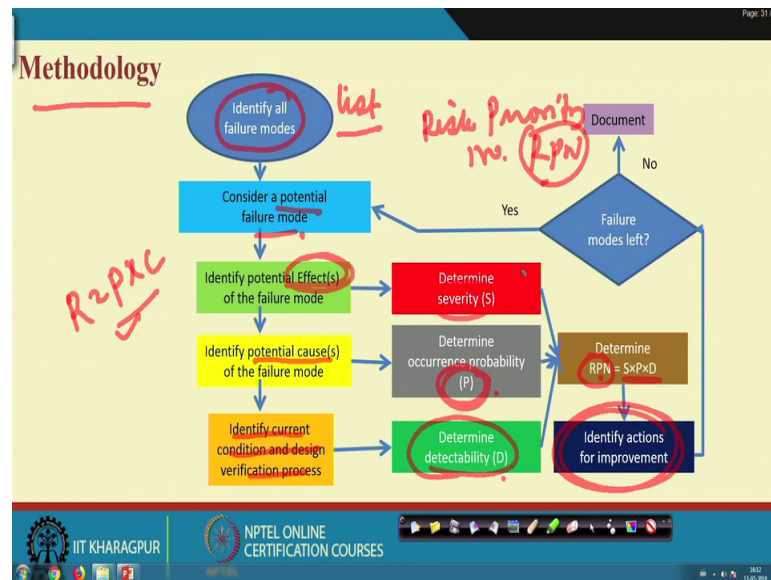 Page: 31 /
Methodology
Identify all
failure modes
list
Risk Priority
no. RPN
Document
No
Consider a potential
failure mode
Yes
Failure
modes left?
R=P×C
Identify potential Effect(s)
of the failure mode
Determine
severity (S)
Identify potential cause(s)
of the failure mode
Determine
occurrence probability
(P)
Determine
RPN = S×P×D
Identify current
condition and design
verification process
Determine
detectability (D)
Identify actions
for improvement
IIT KHARAGPUR
NPTEL ONLINE
CERTIFICATION COURSES
16:12